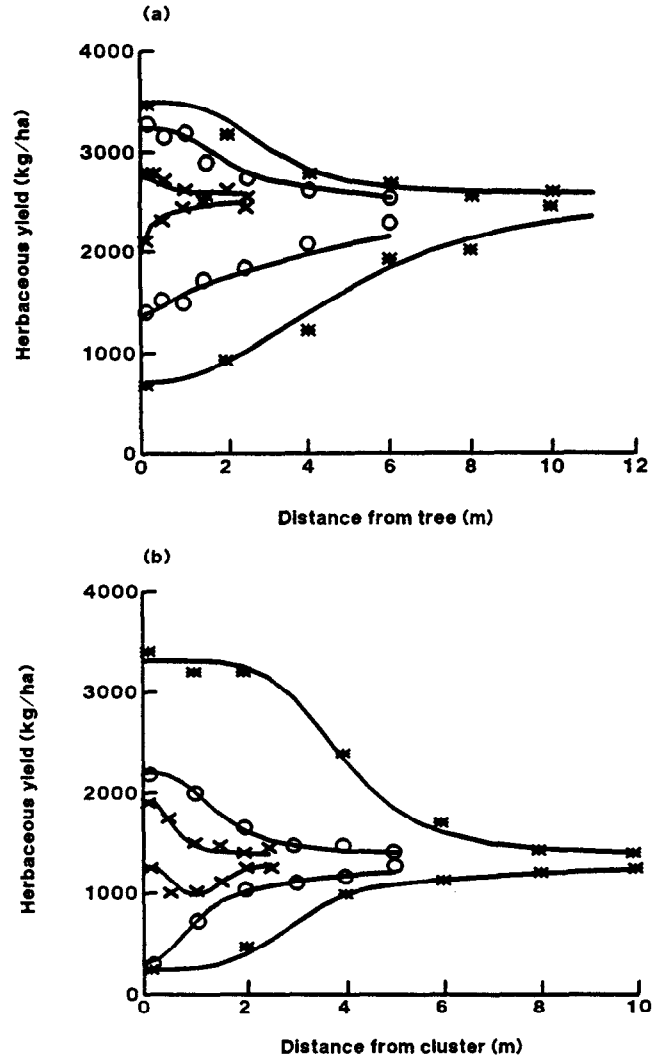 (a)
4000
3000
2000
1000
0
Herbaceous yield (kg/ha)
0 2 4 6 8 10 12
Distance from tree (m)
(b)
4000
3000
2000
1000
0
Herbaceous yield (kg/ha)
0 2 4 6 8 10
Distance from cluster (m)